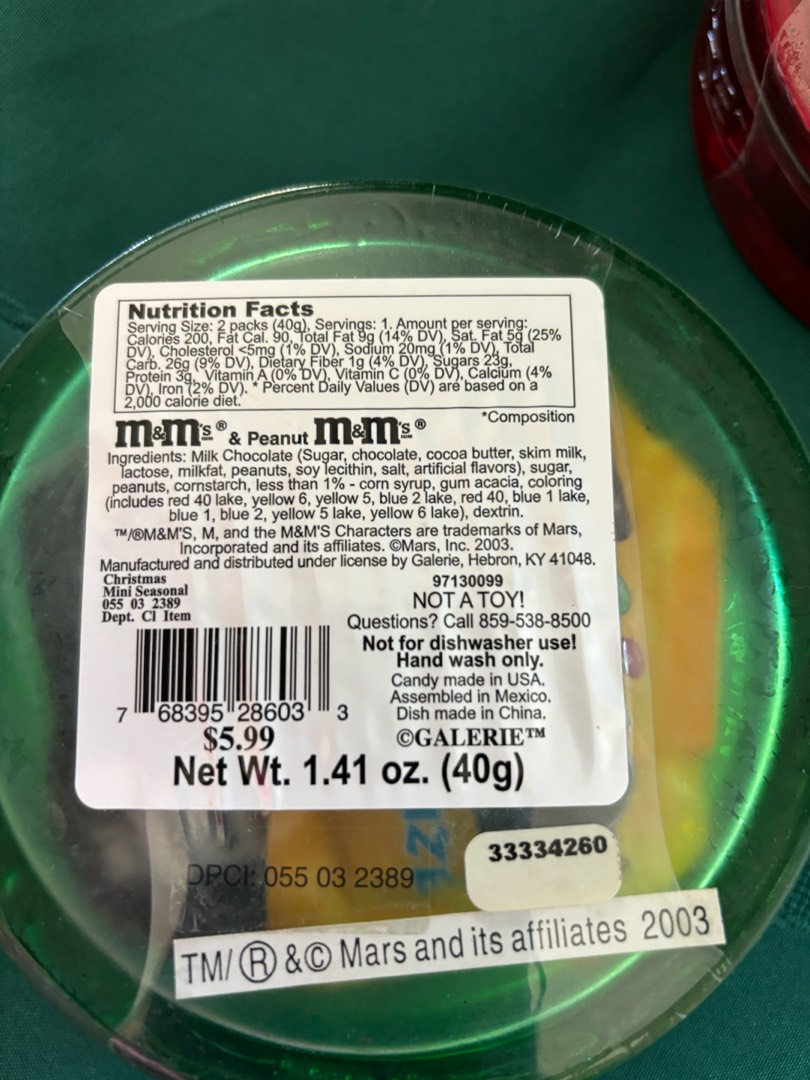 Nutrition Facts
Serving Size: 2 packs (40g), Servings: 1. Amount per serving:
Calories 200, Fat Cal. 90, Total Fat 9g (14% DV), Sat. Fat 5g (25%
DV), Cholesterol <5mg (1% DV), Sodium 20mg (1% DV), Total
Carb. 26g (9% DV), Dietary Fiber 1g (4% DV), Sugars 23g,
Protein 3g, Vitamin A (0% DV), Vitamin C (0% DV), Calcium (4%
DV), Iron (2% DV). * Percent Daily Values (DV) are based on a
2,000 calorie diet.
*Composition
m&m's® & Peanut m&m's®
Ingredients: Milk Chocolate (Sugar, chocolate, cocoa butter, skim milk,
lactose, milkfat, peanuts, soy lecithin, salt, artificial flavors), sugar,
peanuts, cornstarch, less than 1% - corn syrup, gum acacia, coloring
(includes red 40 lake, yellow 6, yellow 5, blue 2 lake, red 40, blue 1 lake,
blue 1, blue 2, yellow 5 lake, yellow 6 lake), dextrin.
™/®M&M'S, M, and the M&M'S Characters are trademarks of Mars,
Incorporated and its affiliates. ©Mars, Inc. 2003.
Manufactured and distributed under license by Galerie, Hebron, KY 41048.
Christmas
Mini Seasonal
055 03 2389
Dept. Cl Item
97130099
NOT A TOY!
Questions? Call 859-538-8500
Not for dishwasher use!
Hand wash only.
Candy made in USA.
Assembled in Mexico.
Dish made in China.
©GALERIE™
7 68395 28603 3
$5.99
Net Wt. 1.41 oz. (40g)
33334260
DPCI: 055 03 2389
TM/ ® &© Mars and its affiliates 2003